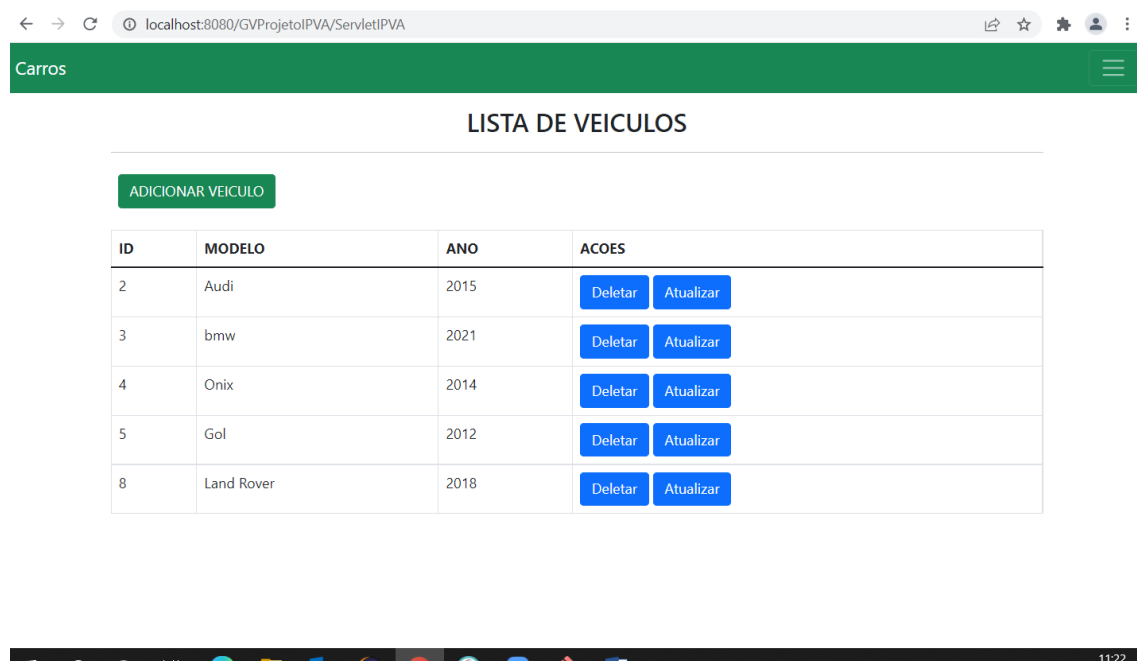 localhost:8080/GVProjetoIPVA/ServletIPVA
Carros
LISTA DE VEICULOS
ADICIONAR VEICULO
ID MODELO ANO ACOES
2 Audi 2015 Deletar Atualizar
3 bmw 2021 Deletar Atualizar
4 Onix 2014 Deletar Atualizar
5 Gol 2012 Deletar Atualizar
8 Land Rover 2018 Deletar Atualizar
11:22